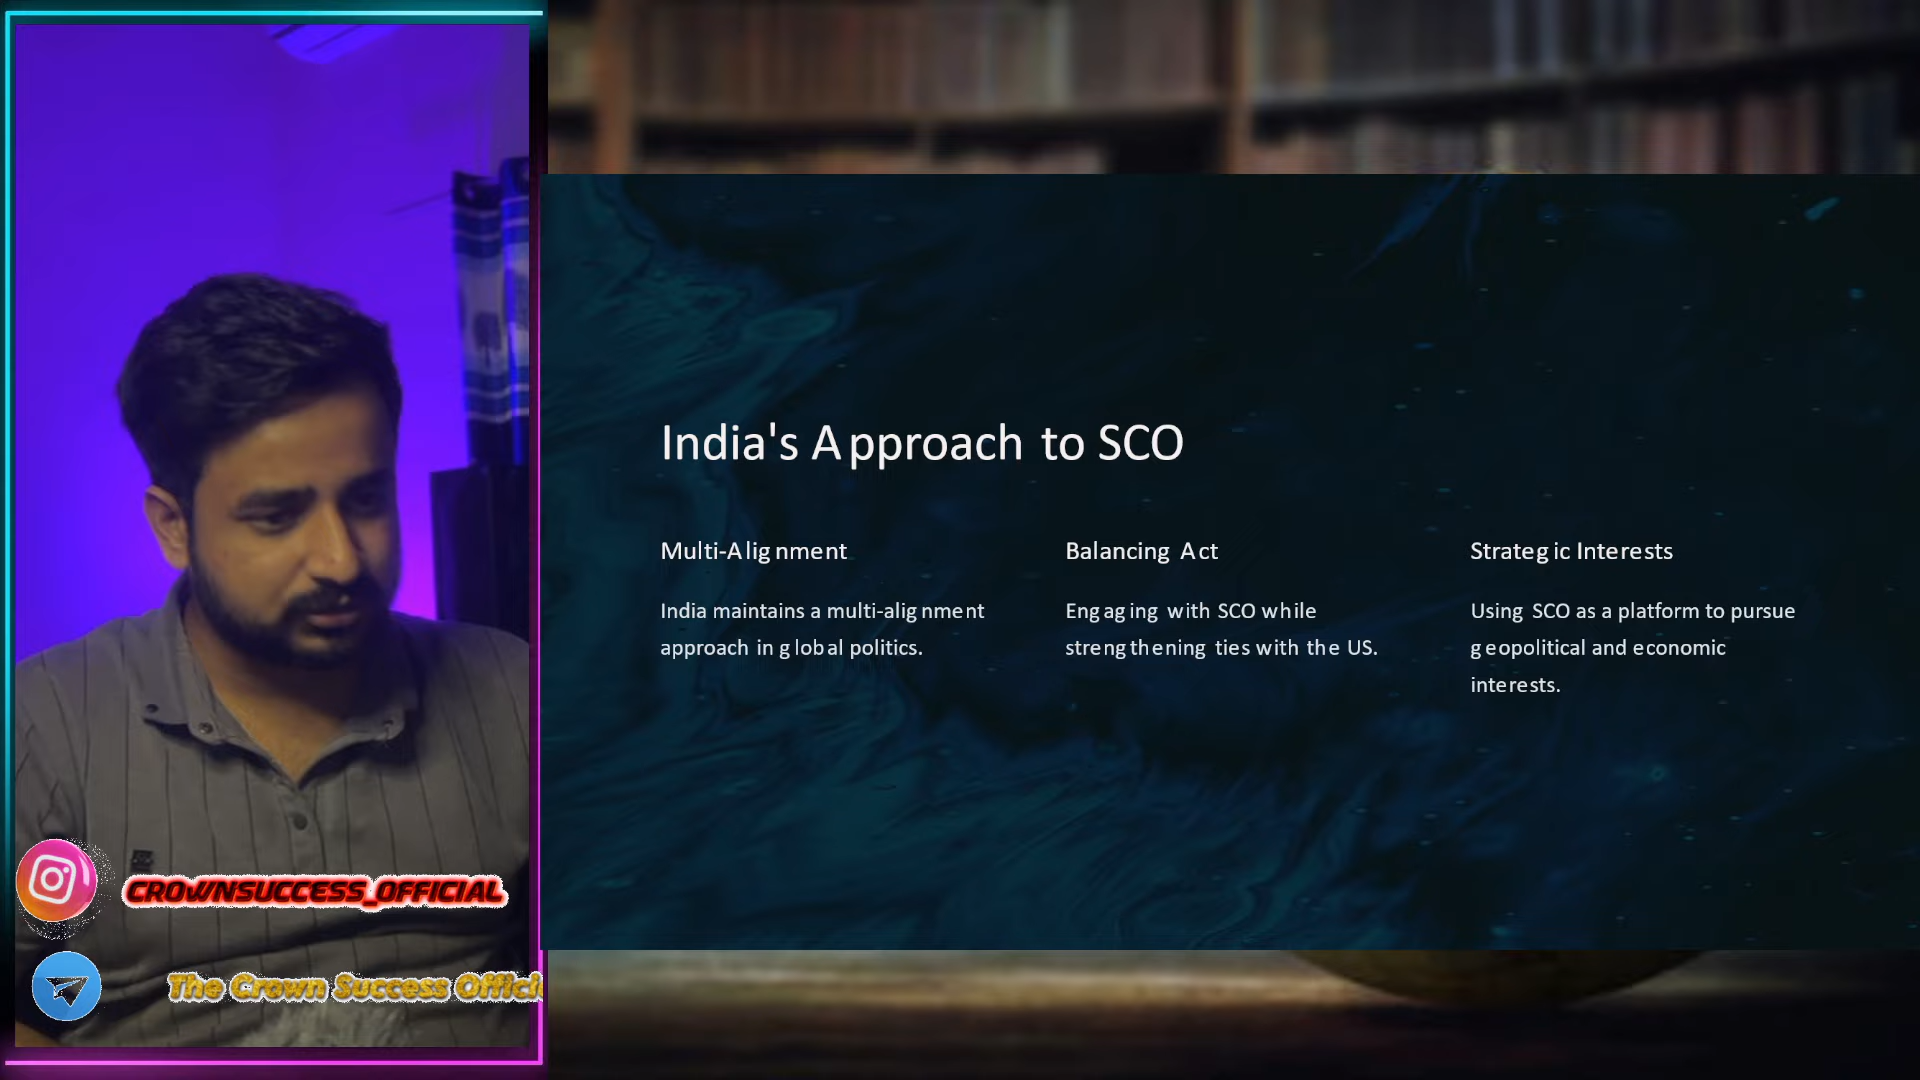 India's Approach to SCO
Multi-Alignment
India maintains a multi-alignment
approach in global politics.
Balancing Act
Engaging with SCO while
strengthening ties with the US.
Strategic Interests
Using SCO as a platform to pursue
geopolitical and economic
interests.
CROWNSUCCESS_OFFICIAL
The Crown Success Offici